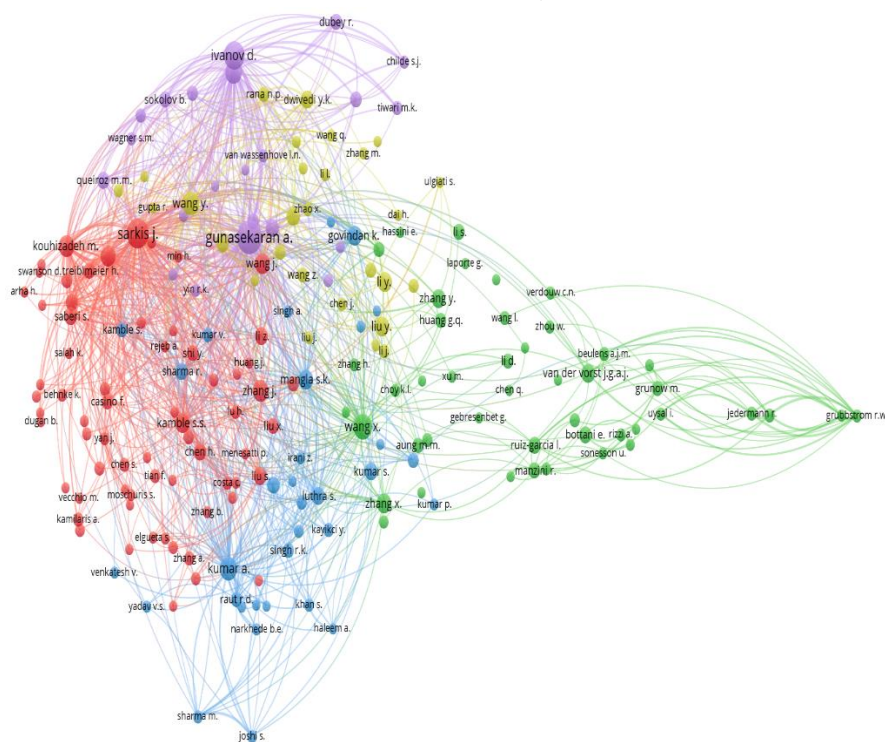 dubey r.
ivanov d.
childe s.j.
rana n.p.
dwivedi y.k.
sokolov b.
tiwari m.k.
wagner s.m.
wang q.
van wassenhove l.n.
zhang m.
li l.
queiroz m.m.
ulgiati s.
gupta r.
wang y.
zhao x.
dai h.
sarkis j.
gunasekaran a.
govindan k.
hassini e.
li s.
kouhizadeh m.
min h.
wang j.
laporte g.
swanson d.
treiblmaier h.
wang z.
li y.
arha h.
yin r.k.
chen j.
zhang y.
verdouw c.n.
saberi s.
singh a.
huang g.q.
wang l.
zhou w.
kamble s.
kumar v.
li z.
liu j.
liu y.
salah k.
rejeb a.
shi y.
li j.
beulens a.j.m.
huang j.
zhang h.
li d.
sharma r.
mangla s.k.
xu m.
van der vorst j.g.a.j.
behnke k.
casino f.
zhang j.
choy k.l.
chen q.
grunow m.
dugan b.
kamble s.s.
lu h.
liu x.
wang x.
gebresenbet g.
uysal i.
jedermann r.
grubbstrom r.w.
yan j.
chen h.
menesatti p.
aung m.m.
ruiz-garcia l.
bottani e.
rizzi a.
chen s.
irani z.
sonesson u.
tian f.
costa c.
liu s.
kumar s.
manzini r.
vecchio m.
moschuris s.
luthra s.
zhang x.
kumar p.
kamilaris a.
zhang b.
kayikci y.
elgueta s.
singh r.k.
zhang a.
kumar a.
venkatesh v.
yadav v.s.
raut r.d.
khan s.
narkhede b.e.
haleem a.
sharma m.
joshi s.